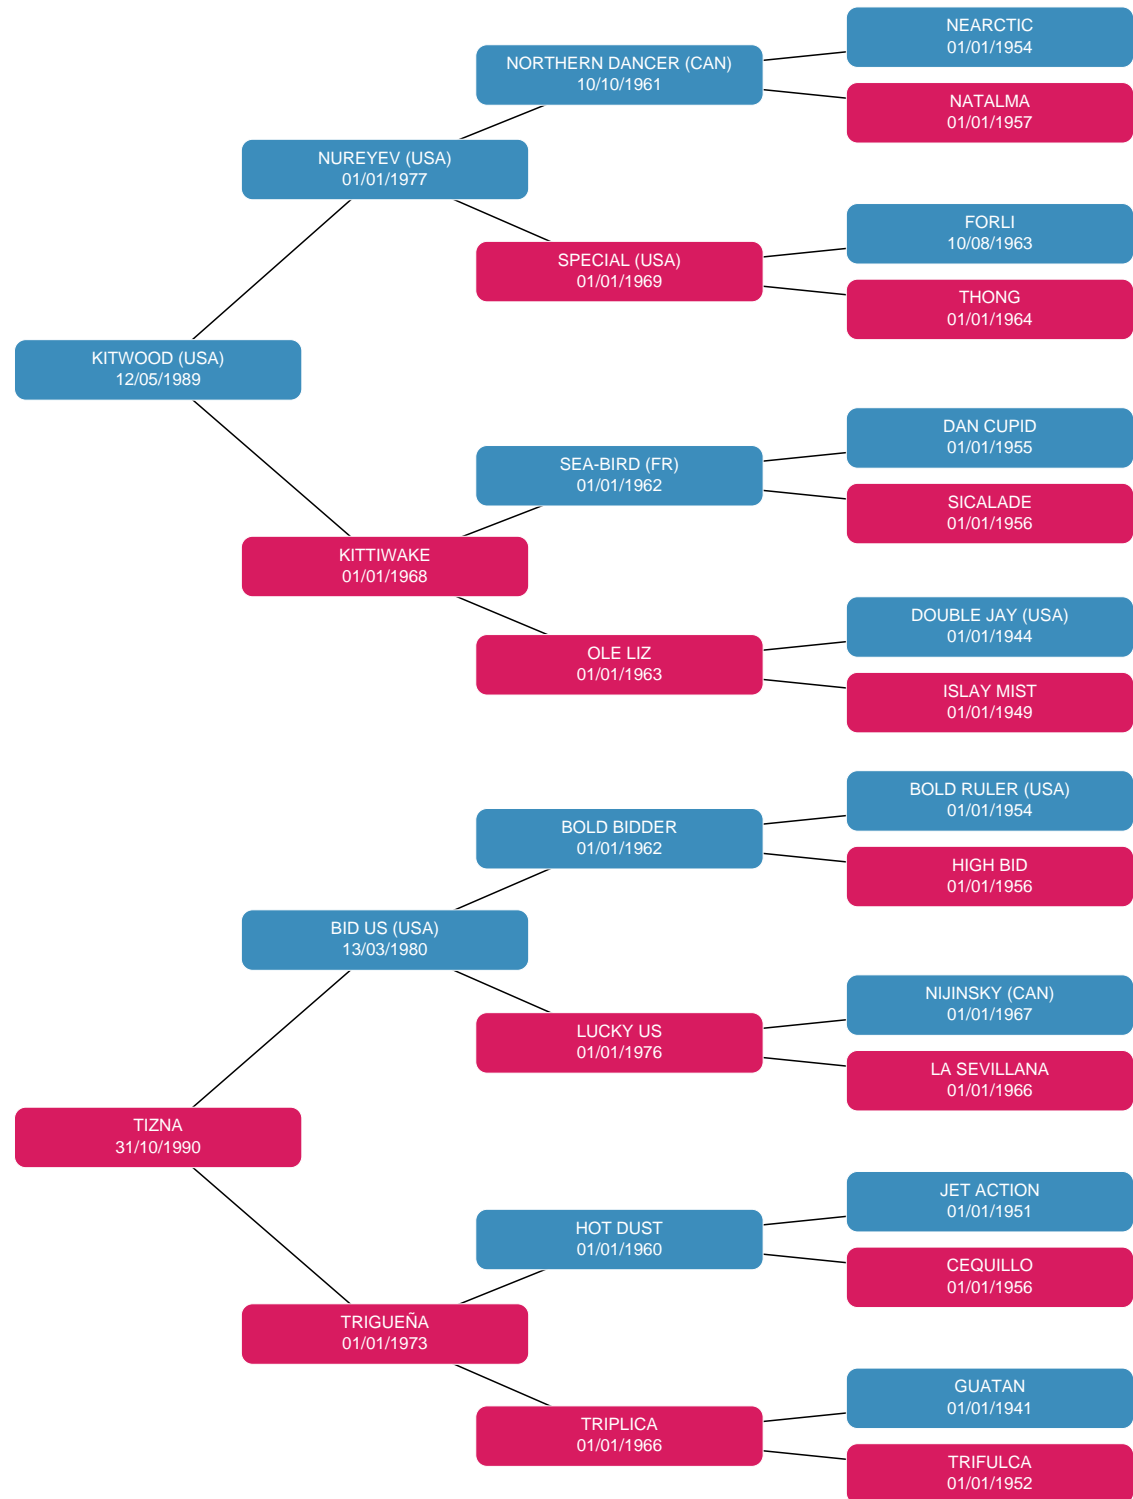 NEARCTIC
01/01/1954
NORTHERN DANCER (CAN)
10/10/1961
NATALMA
01/01/1957
NUREYEV (USA)
01/01/1977
FORLI
10/08/1963
SPECIAL (USA)
01/01/1969
THONG
01/01/1964
KITWOOD (USA)
12/05/1989
DAN CUPID
01/01/1955
SEA-BIRD (FR)
01/01/1962
SICALADE
01/01/1956
KITTIWAKE
01/01/1968
DOUBLE JAY (USA)
01/01/1944
OLE LIZ
01/01/1963
ISLAY MIST
01/01/1949
BOLD RULER (USA)
01/01/1954
BOLD BIDDER
01/01/1962
HIGH BID
01/01/1956
BID US (USA)
13/03/1980
NIJINSKY (CAN)
01/01/1967
LUCKY US
01/01/1976
LA SEVILLANA
01/01/1966
TIZNA
31/10/1990
JET ACTION
01/01/1951
HOT DUST
01/01/1960
CEQUILLO
01/01/1956
TRIGUEÑA
01/01/1973
GUATAN
01/01/1941
TRIPLICA
01/01/1966
TRIFULCA
01/01/1952